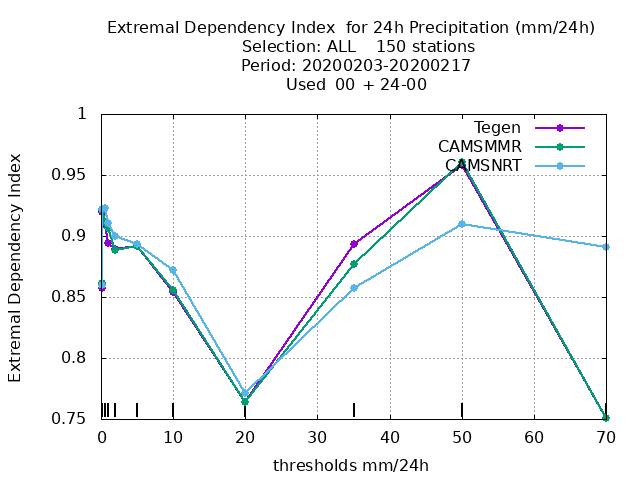 Extremal Dependency Index  for 24h Precipitation (mm/24h)
Selection: ALL    150 stations
Period: 20200203-20200217
Used  00 + 24-00
Extremal Dependency Index
1
0.95
0.9
0.85
0.8
0.75
Tegen
CAMSMMR
CAMSNRT
0 10 20 30 40 50 60 70
thresholds mm/24h